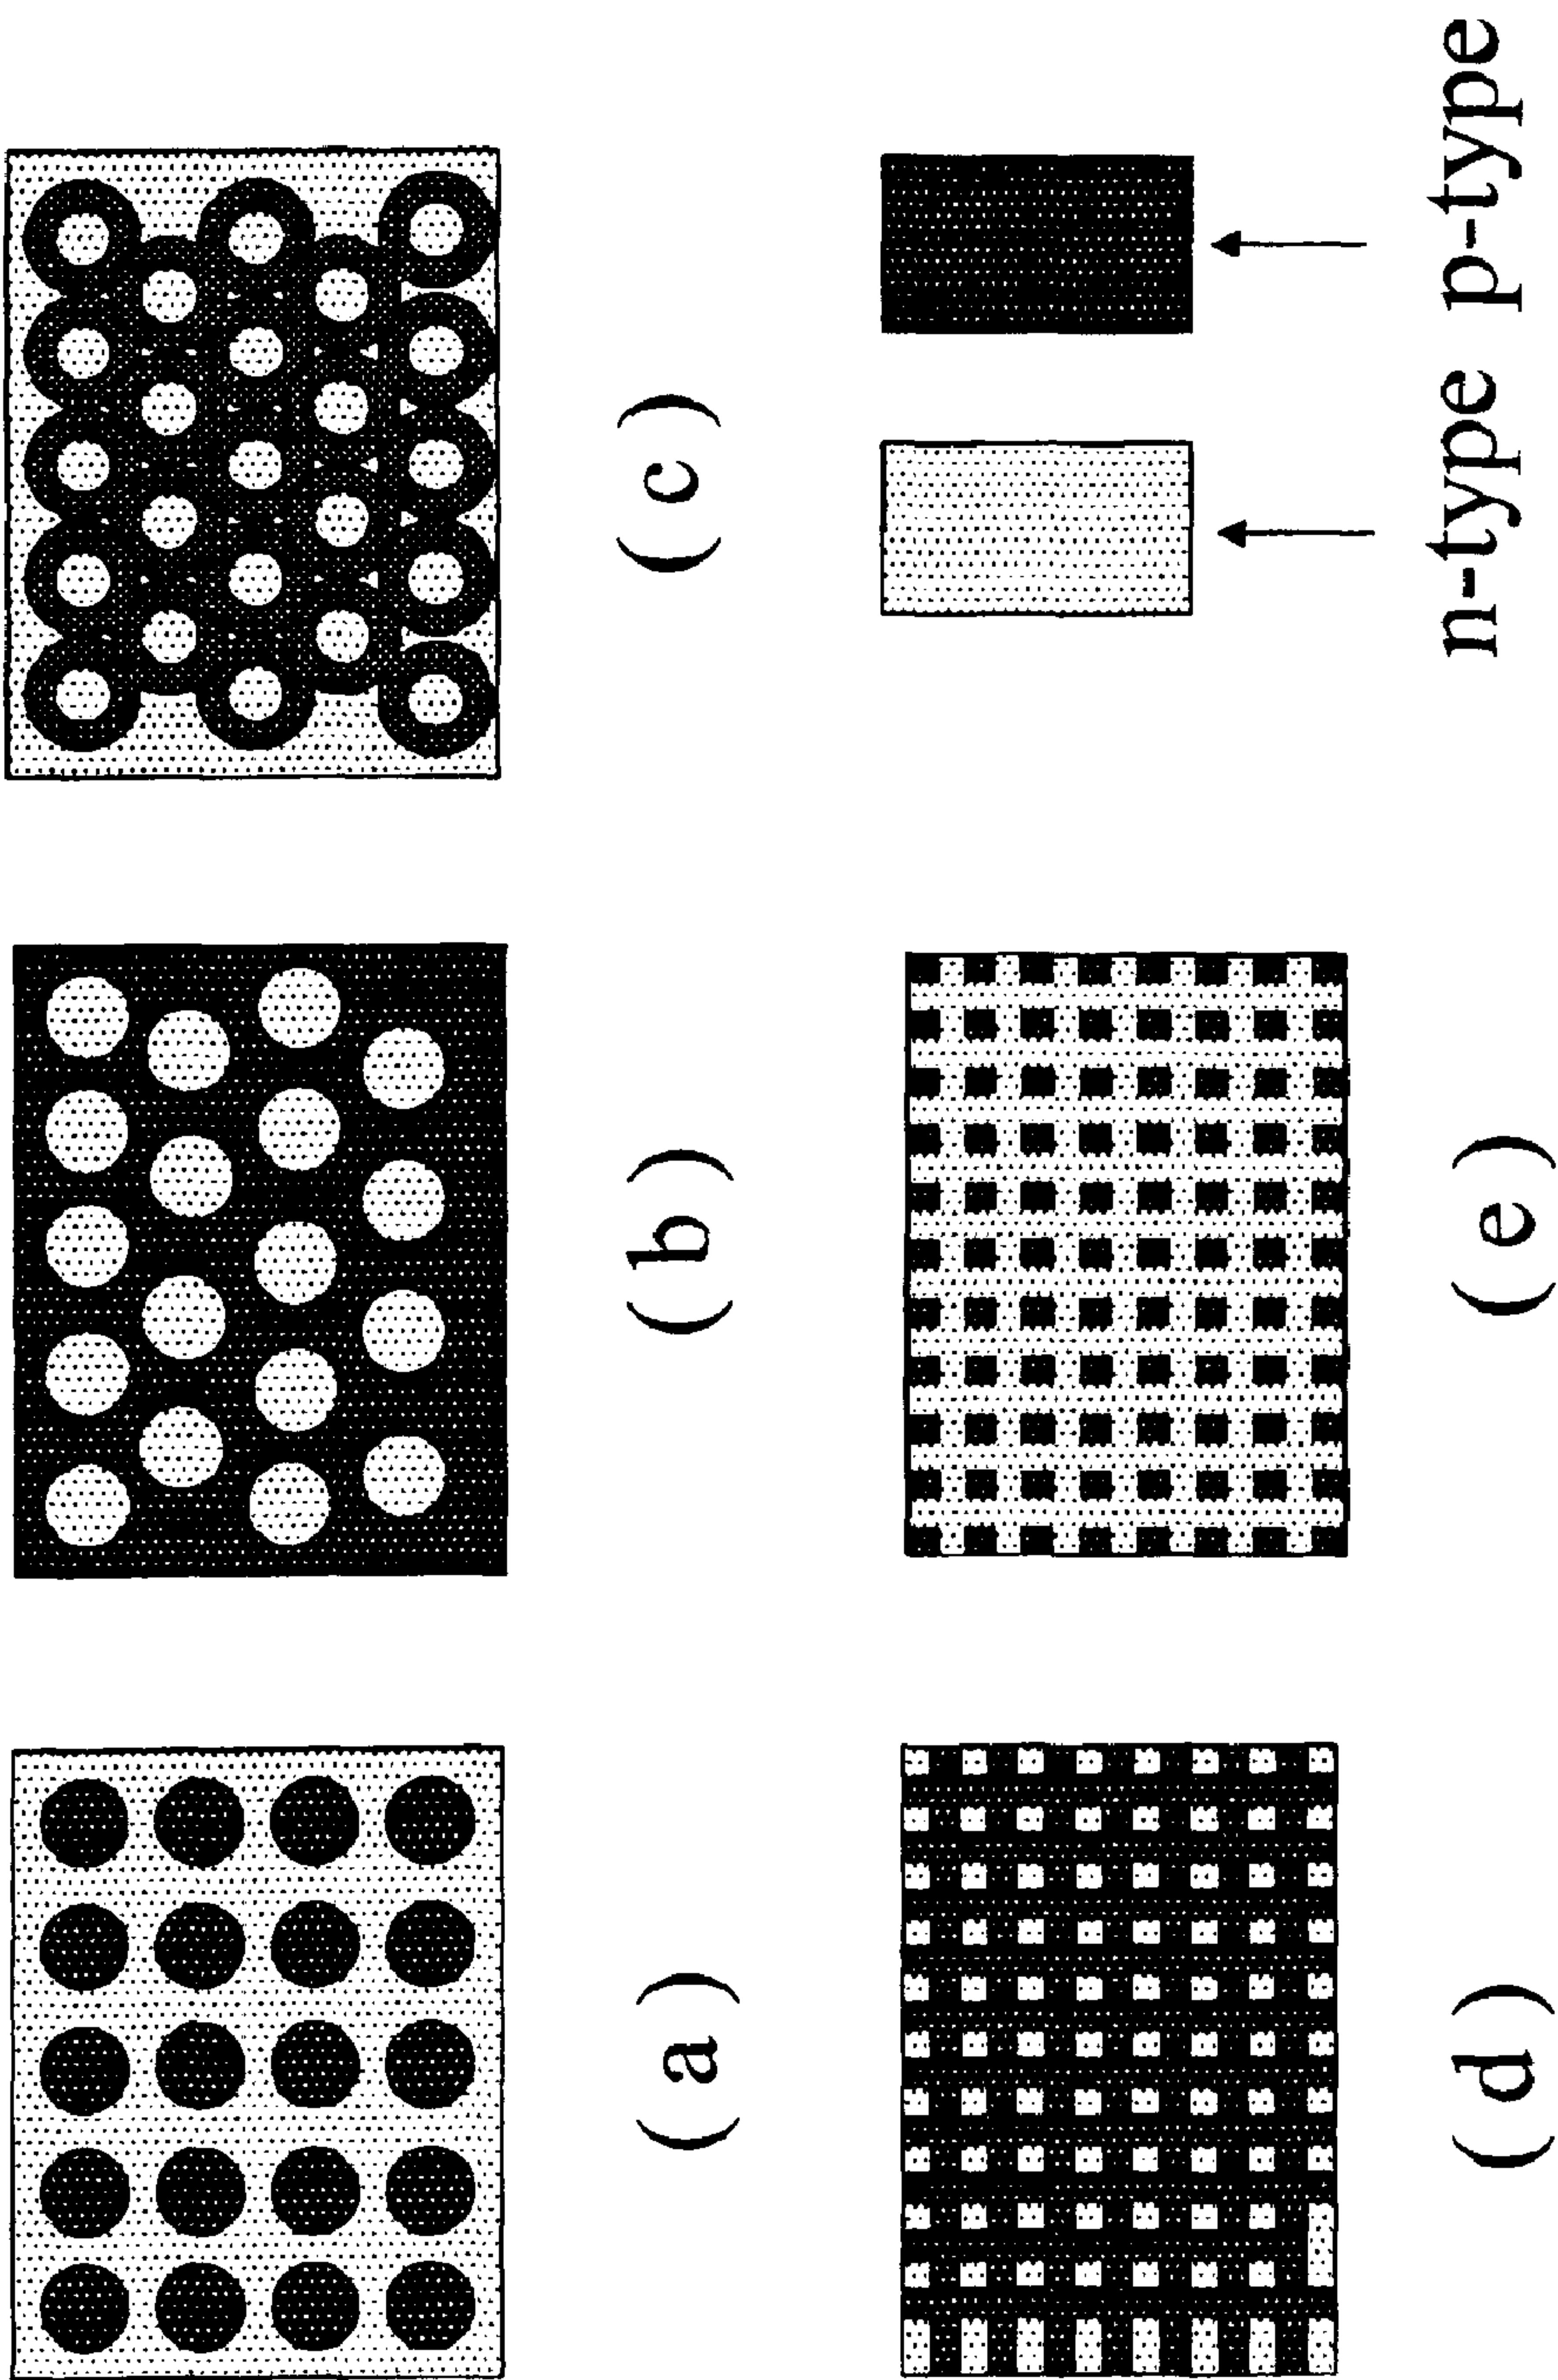 ( a )
( b )
( c )
( d )
( e )
n-type p-type